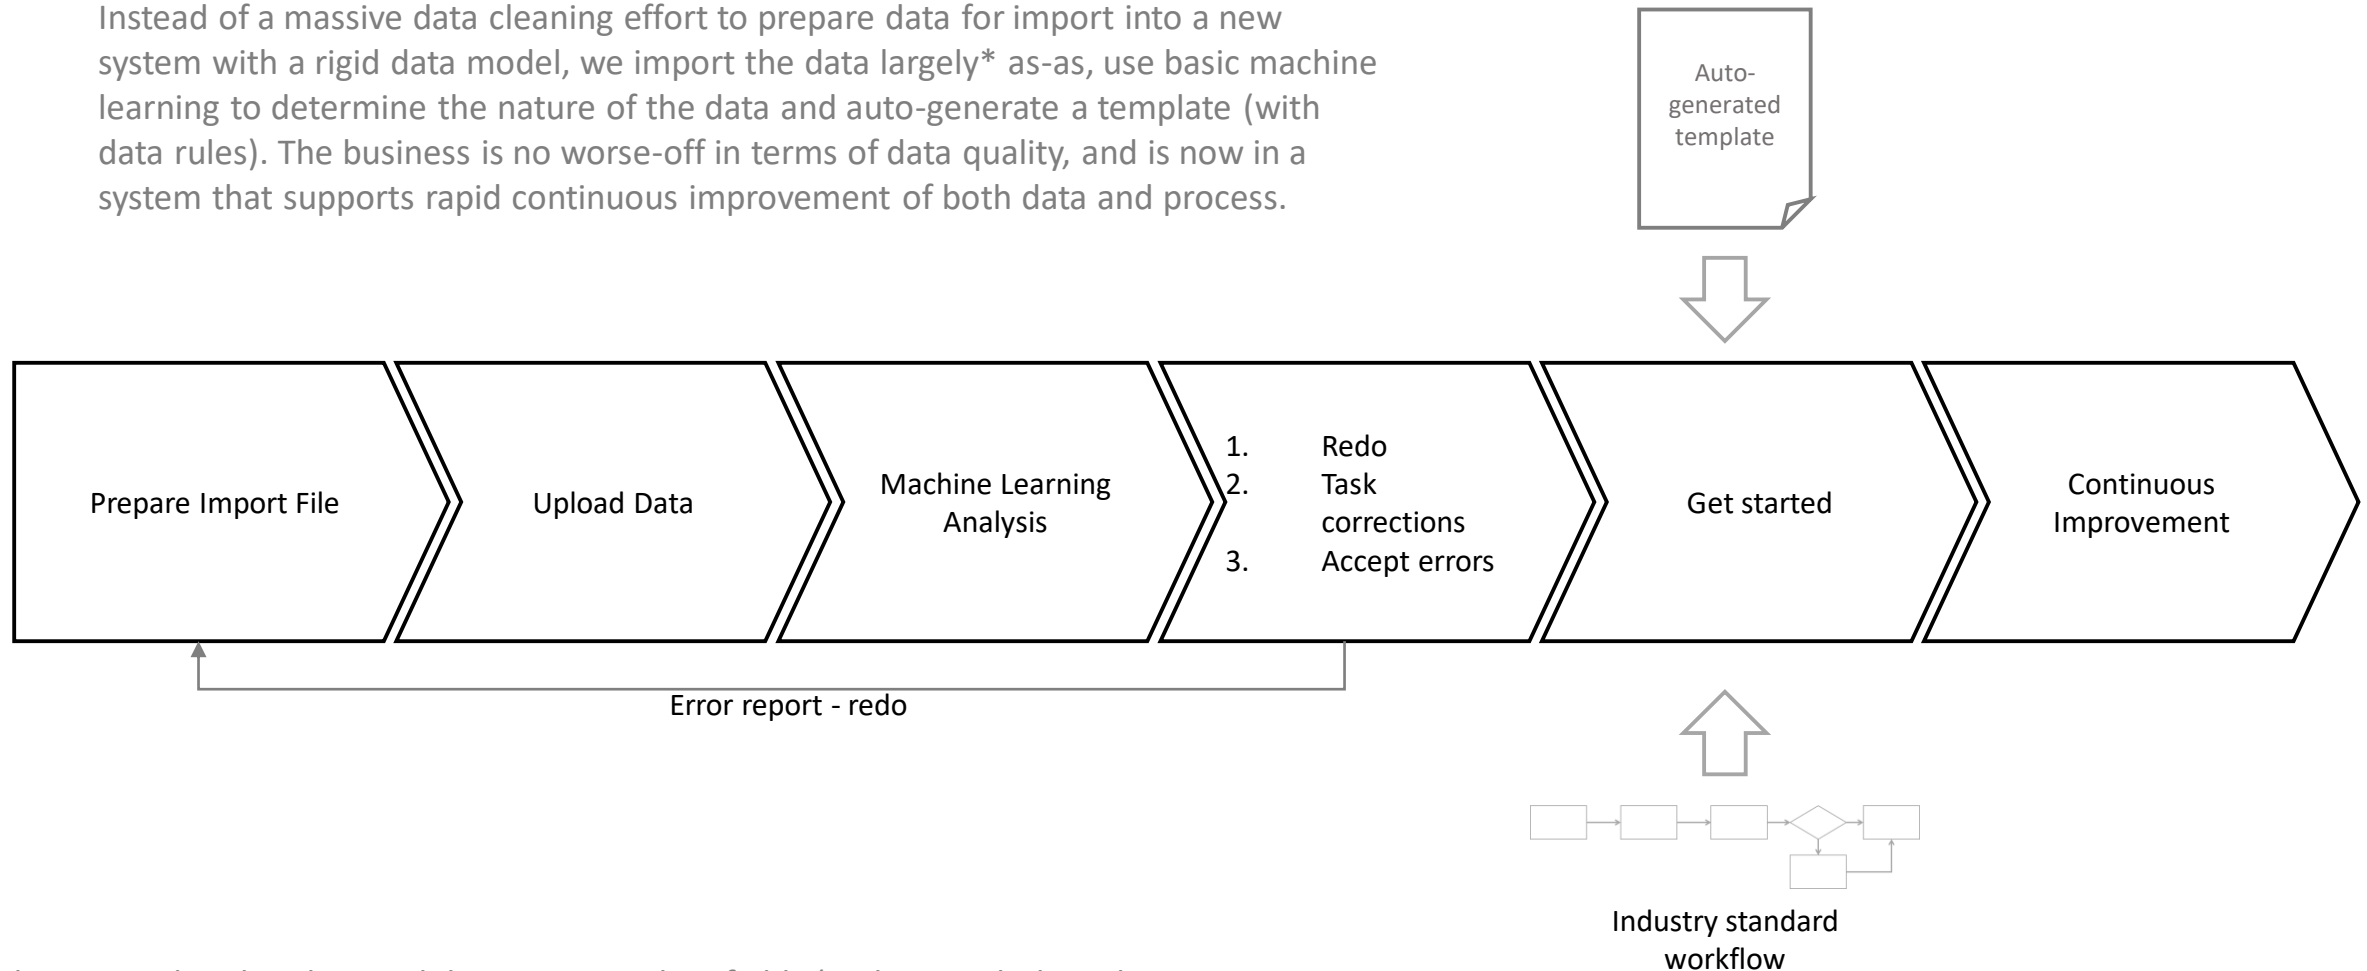 Instead of a massive data cleaning effort to prepare data for import into a new
system with a rigid data model, we import the data largely* as-as, use basic machine
learning to determine the nature of the data and auto-generate a template (with
data rules). The business is no worse-off in terms of data quality, and is now in a
system that supports rapid continuous improvement of both data and process.
Auto-
generated
template
Prepare Import File
Upload Data
Machine Learning
Analysis
1. Redo
2. Task
corrections
3. Accept errors
Get started
Continuous
Improvement
Error report - redo
Industry standard
workflow